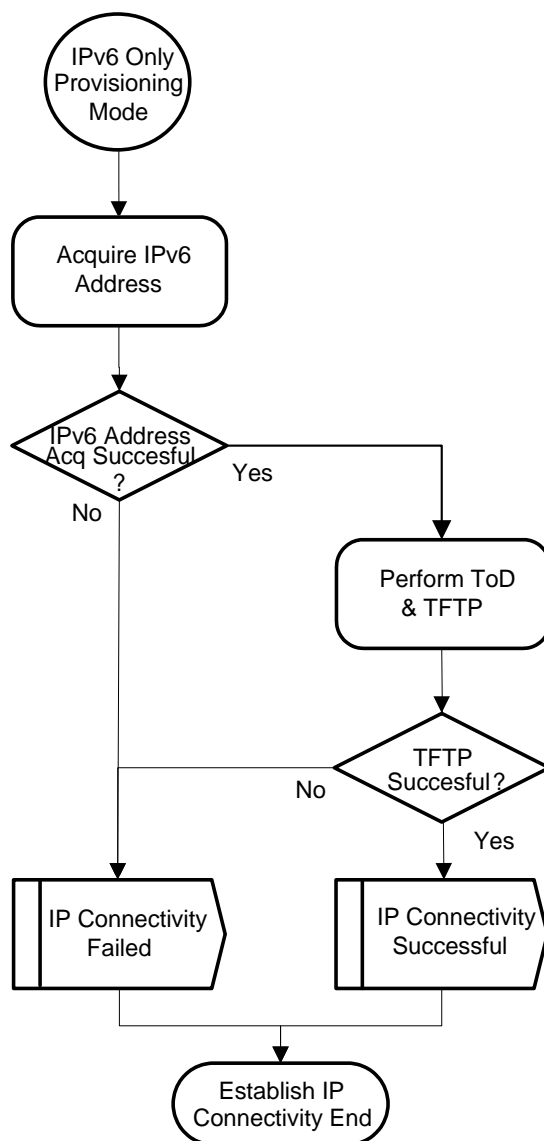 IPv6 Only
Provisioning
Mode
Acquire IPv6
Address
IPv6 Address
Acq Succesful
?
Yes
No
Perform ToD
& TFTP
TFTP
Succesful?
No
Yes
IP Connectivity
Failed
IP Connectivity
Successful
Establish IP
Connectivity End